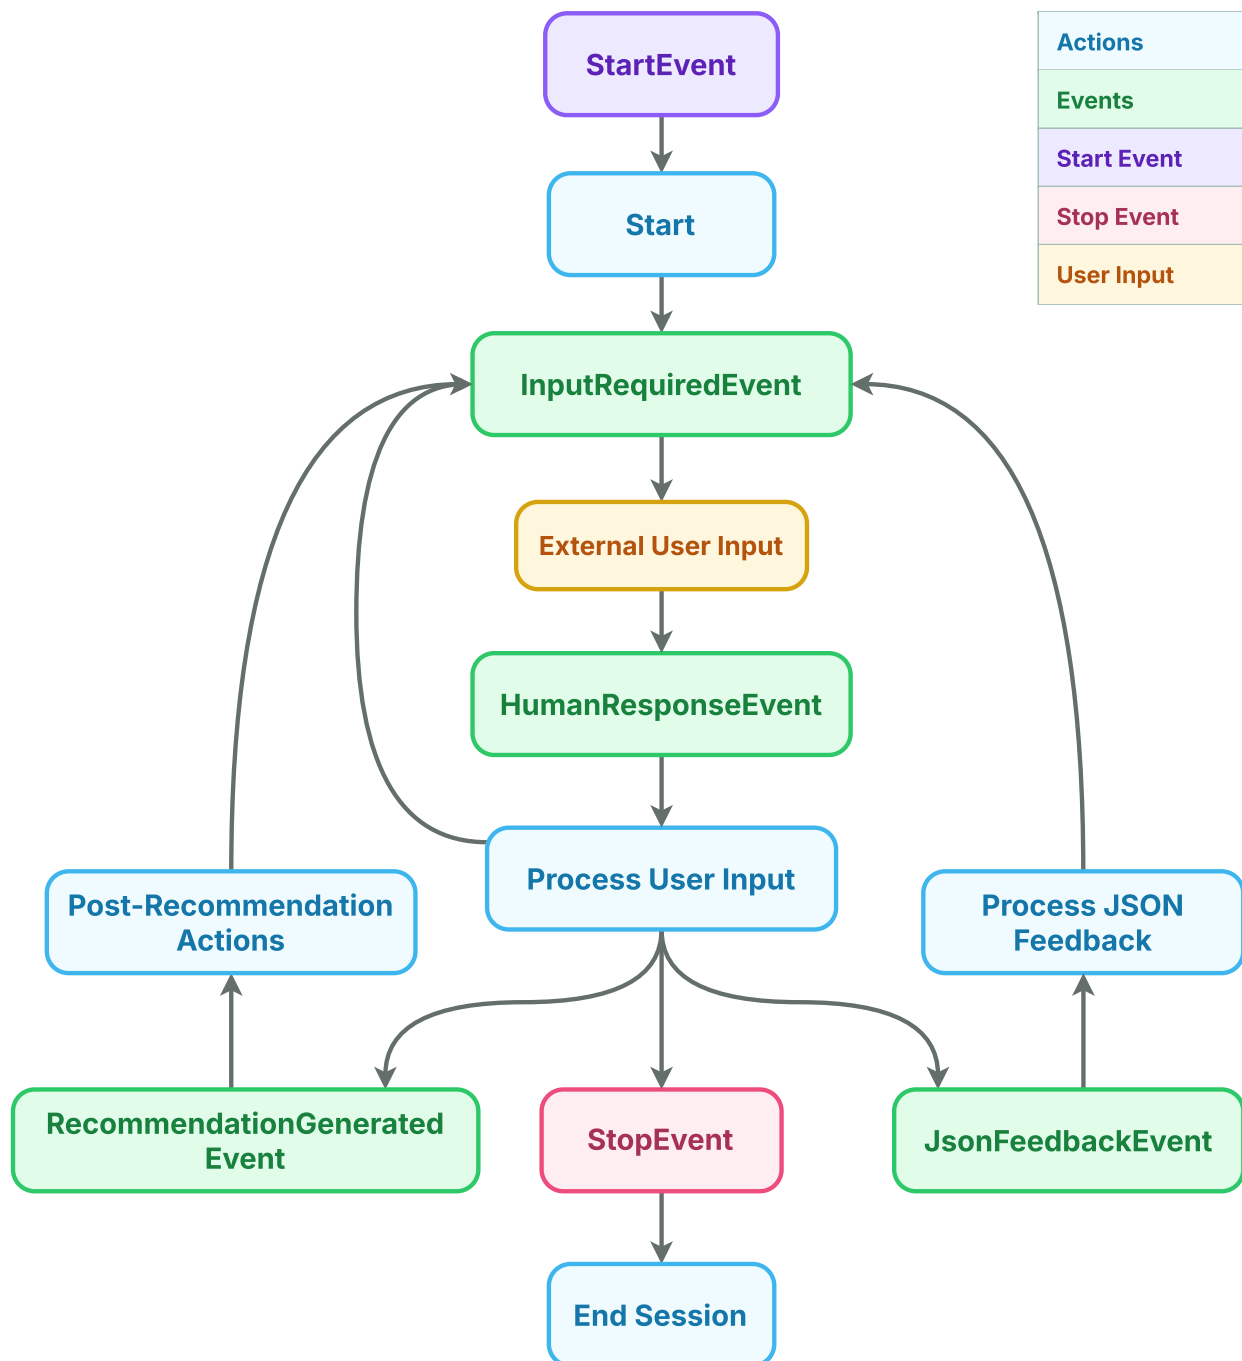 StartEvent
Start
InputRequiredEvent
External User Input
HumanResponseEvent
Process User Input
Post-Recommendation
Actions
Process JSON
Feedback
RecommendationGenerated
Event
StopEvent
JsonFeedbackEvent
End Session
Actions
Events
Start Event
Stop Event
User Input